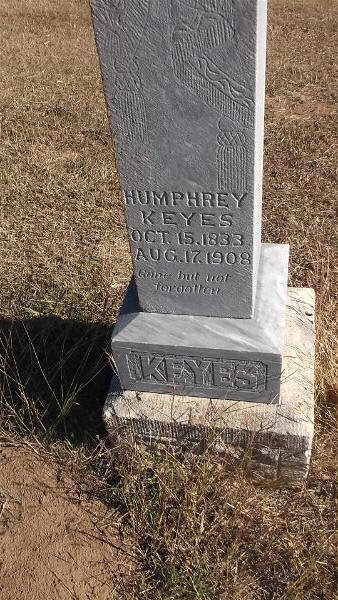 HUMPHREY
KEYES
OCT. 15. 1833
AUG. 17. 1908
Gone but not
forgotten.
KEYES